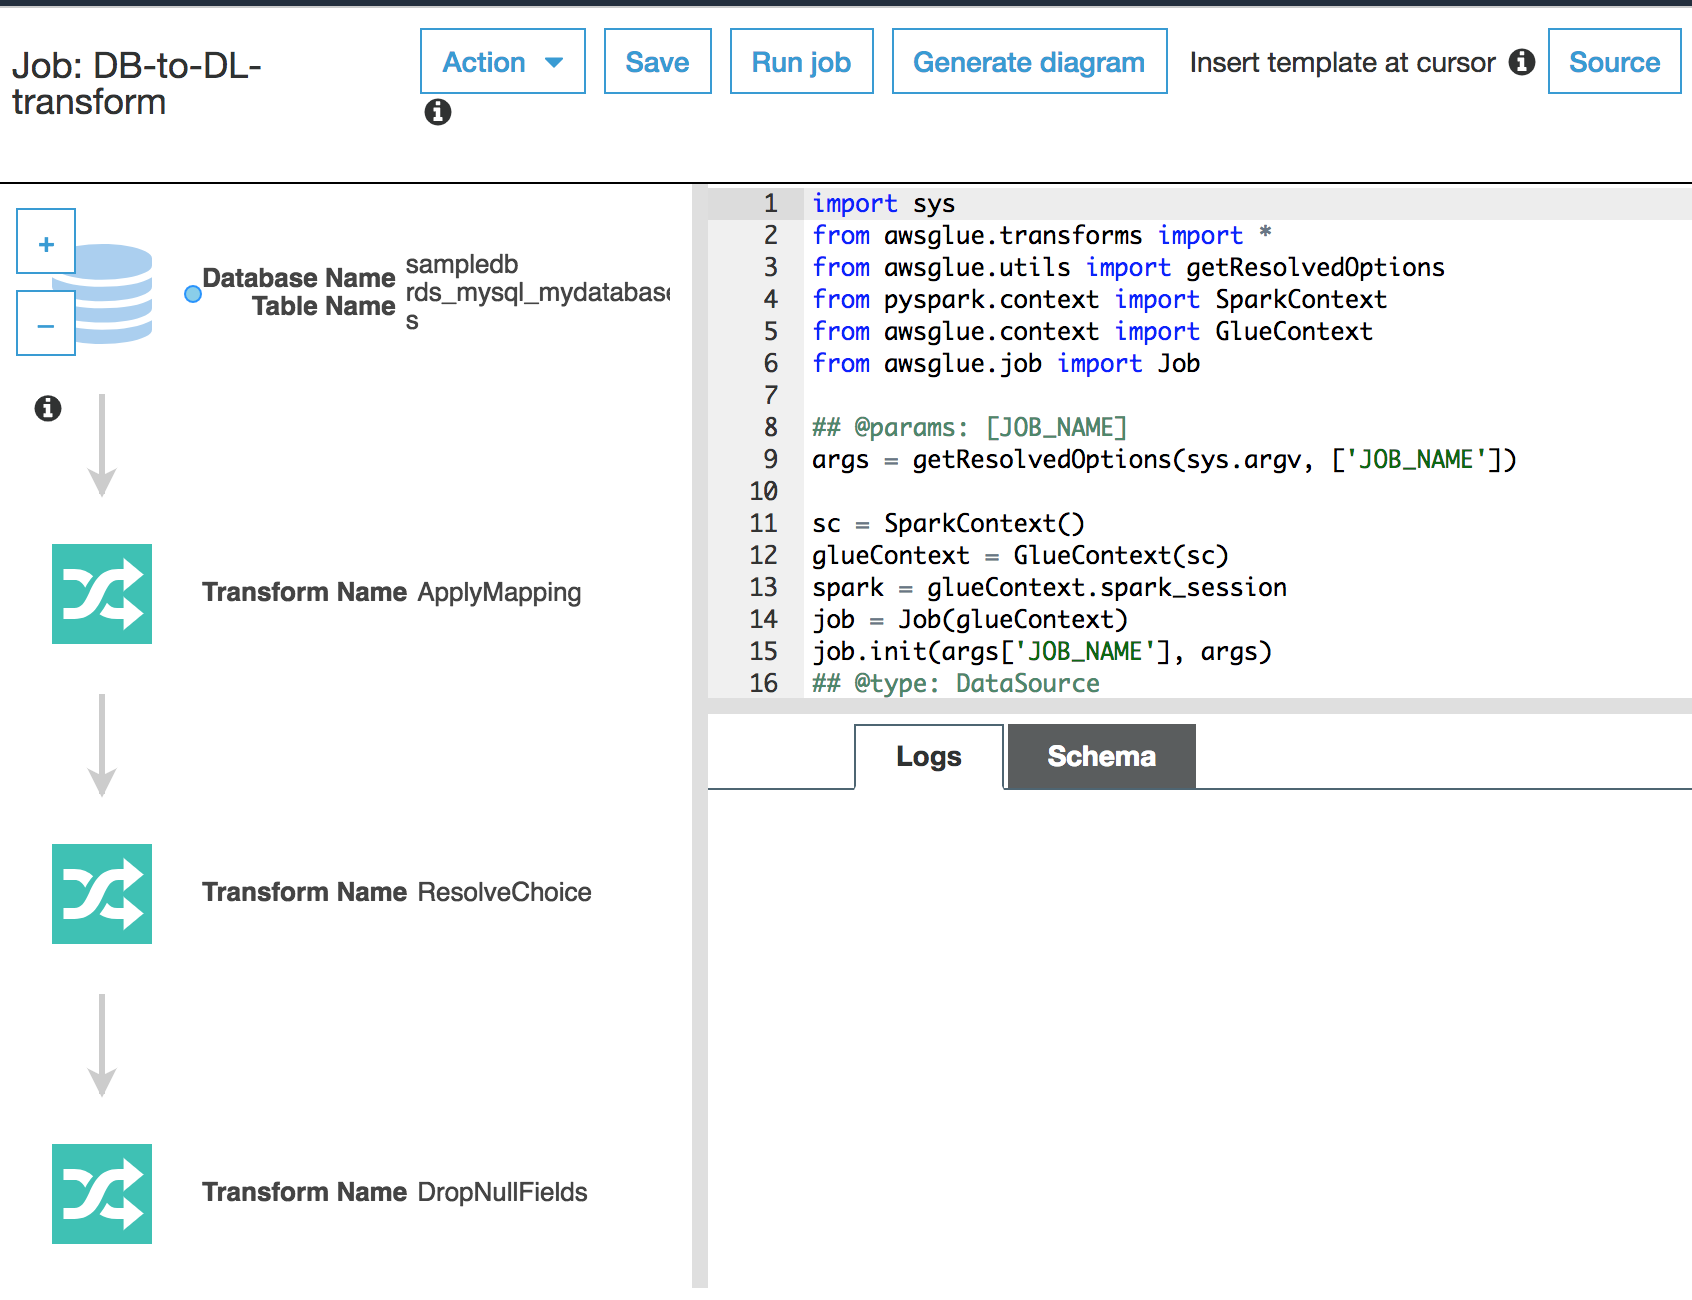 Job: DB-to-DL-
transform
Action
Save
Run job
Generate diagram
Insert template at cursor
Source
+
−
Database Name sampledb
Table Name rds_mysql_mydatabase
s
Transform Name ApplyMapping
Transform Name ResolveChoice
Transform Name DropNullFields
1 import sys
2 from awsglue.transforms import *
3 from awsglue.utils import getResolvedOptions
4 from pyspark.context import SparkContext
5 from awsglue.context import GlueContext
6 from awsglue.job import Job
7
8 ## @params: [JOB_NAME]
9 args = getResolvedOptions(sys.argv, ['JOB_NAME'])
10
11 sc = SparkContext()
12 glueContext = GlueContext(sc)
13 spark = glueContext.spark_session
14 job = Job(glueContext)
15 job.init(args['JOB_NAME'], args)
16 ## @type: DataSource
Logs
Schema